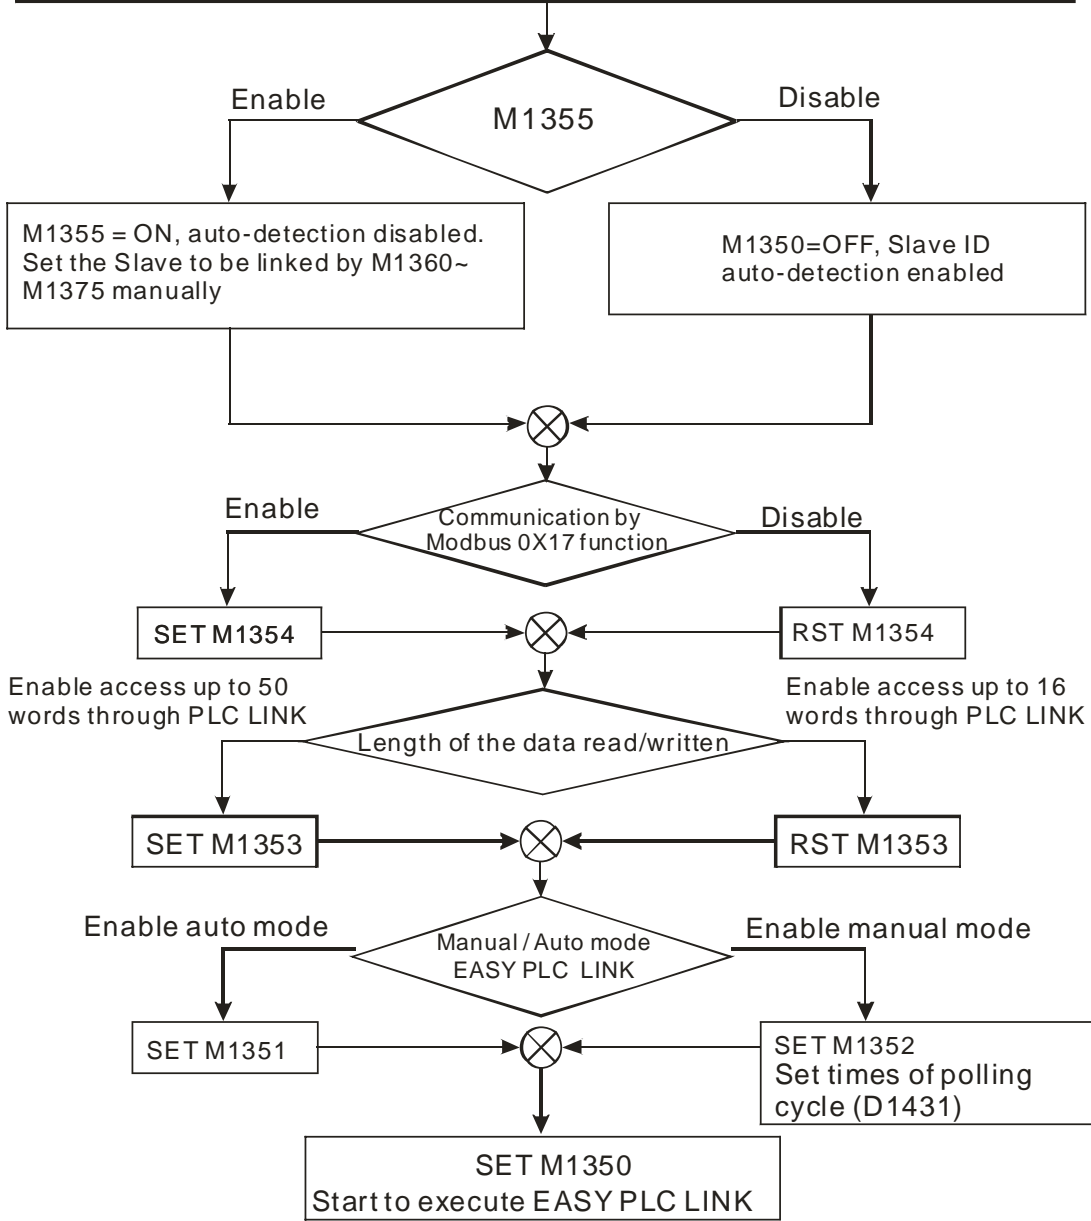 Enable
Disable
M1355
M1355 = ON, auto-detection disabled.
Set the Slave to be linked by M1360~
M1375 manually
M1350=OFF, Slave ID
auto-detection enabled
Enable
Communication by
Modbus 0X17 function
Disable
SET M1354
RST M1354
Enable access up to 50
words through PLC LINK
Enable access up to 16
words through PLC LINK
Length of the data read/written
SET M1353
RST M1353
Enable auto mode
Manual / Auto mode
EASY PLC LINK
Enable manual mode
SET M1351
SET M1352
Set times of polling
cycle (D1431)
SET M1350
Start to execute EASY PLC LINK